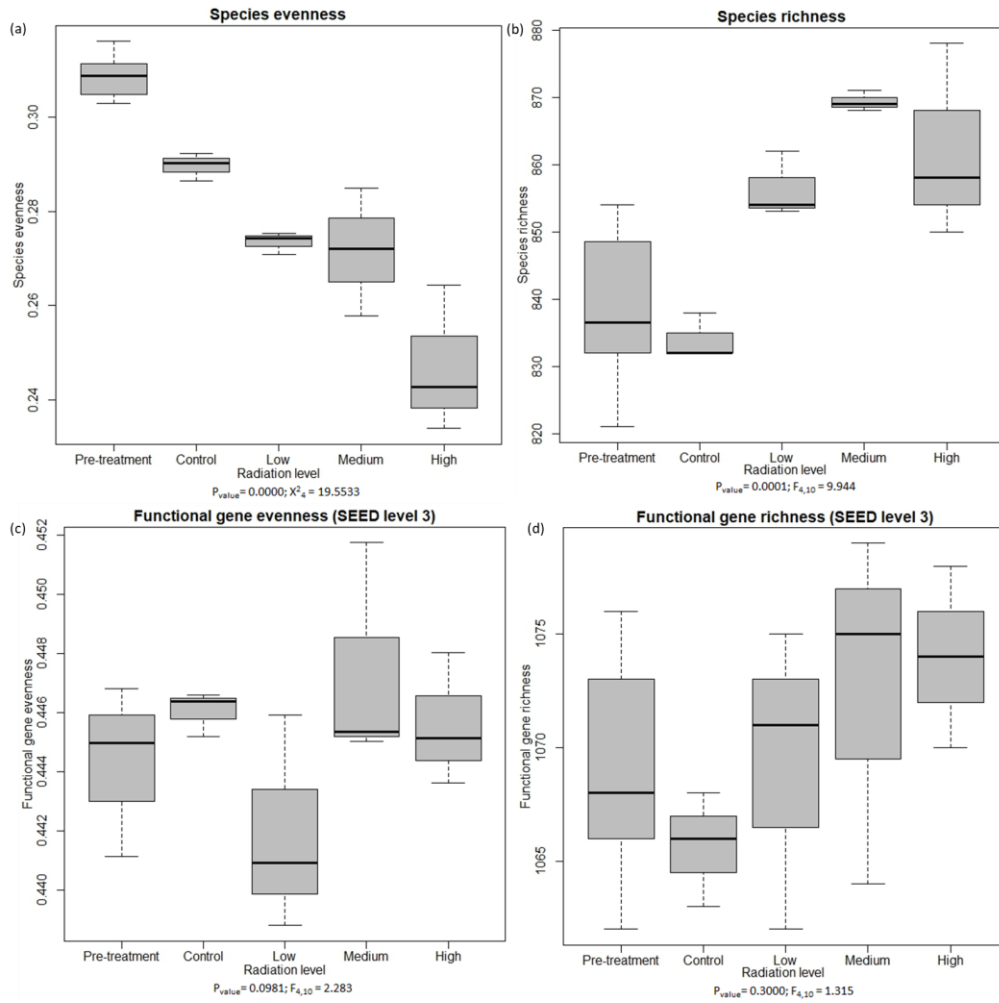 (a)
Species evenness
Species evenness
0.30
0.28
0.26
0.24
Pre-treatment Control Low Medium High
Radiation level
Pvalue= 0.0000; X²₄ = 19.5533
(b)
Species richness
Species richness
880
870
860
850
840
830
820
Pre-treatment Control Low Medium High
Radiation level
Pvalue= 0.0001; F4,10 = 9.944
(c)
Functional gene evenness (SEED level 3)
Functional gene evenness
0.452
0.450
0.448
0.446
0.444
0.442
0.440
Pre-treatment Control Low Medium High
Radiation level
Pvalue= 0.0981; F4,10 = 2.283
(d)
Functional gene richness (SEED level 3)
Functional gene richness
1075
1070
1065
Pre-treatment Control Low Medium High
Radiation level
Pvalue= 0.3000; F4,10 = 1.315